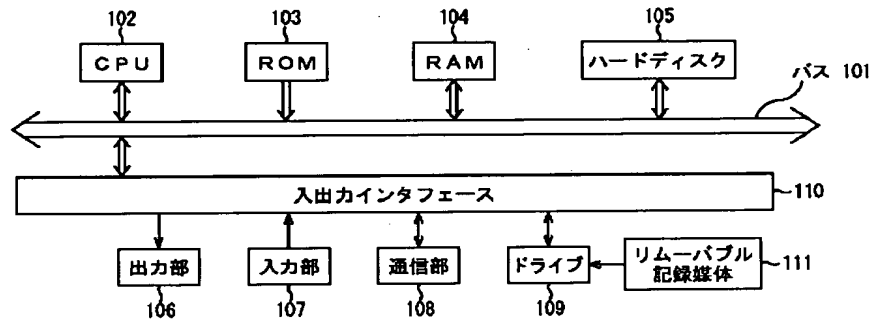 102
103
104
105
CPU
ROM
RAM
ハードディスク
バス 101
入出力インタフェース
110
出力部
入力部
通信部
ドライブ
リムーバブル
記録媒体
111
106
107
108
109